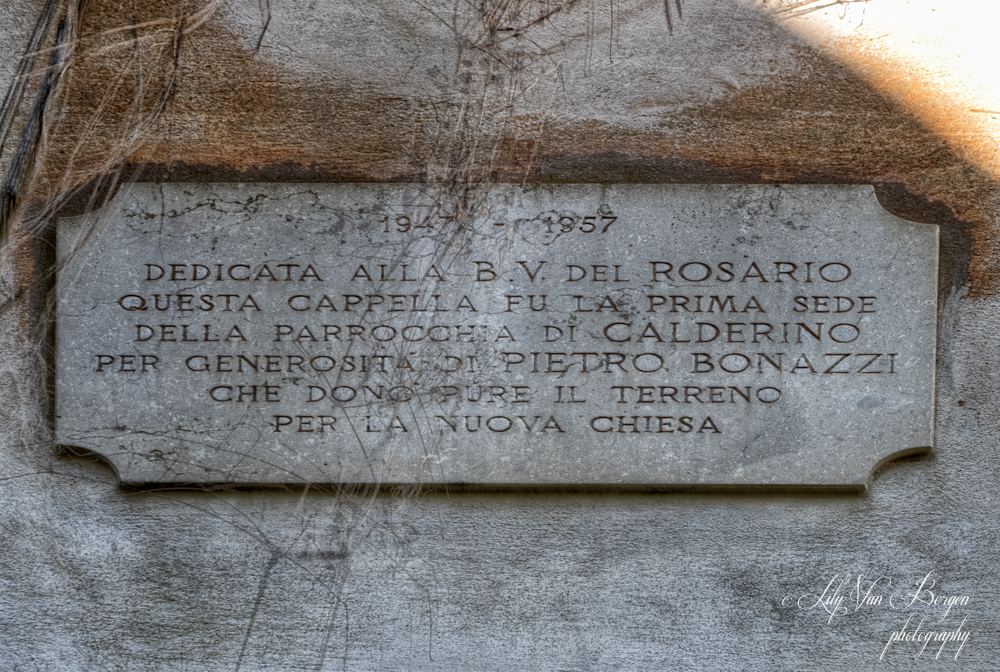 1947 - 1957
DEDICATA ALLA B. V. DEL ROSARIO
QUESTA CAPPELLA FU LA PRIMA SEDE
DELLA PARROCCHIA DI CALDERINO
PER GENEROSITÁ DI PIETRO BONAZZI
CHE DONÒ PURE IL TERRENO
PER LA NUOVA CHIESA
© Lily Van Bergen
photography